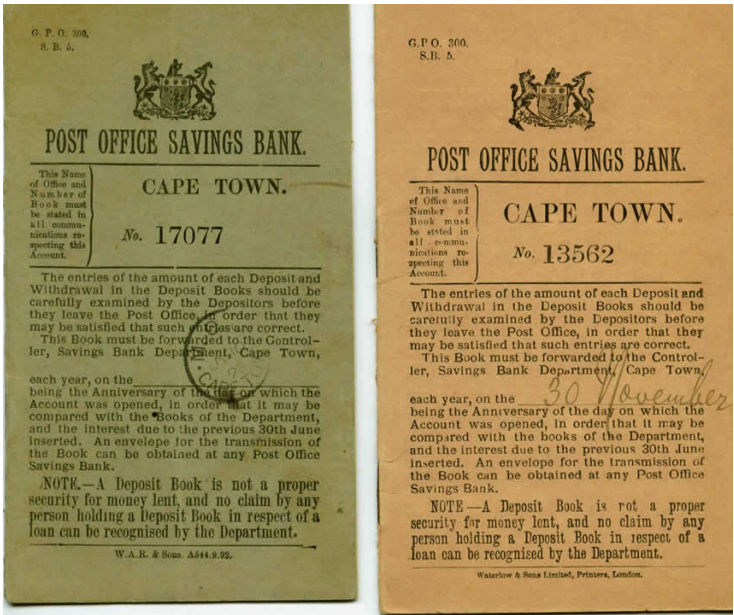 G. P. O. 300.
S. B. 5.
POST OFFICE SAVINGS BANK.
This Name
of Office and
Number of
Book must
be stated in
all commu-
nications re-
specting this
Account.
CAPE TOWN.
No. 17077
The entries of the amount of each Deposit and
Withdrawal in the Deposit Books should be
carefully examined by the Depositors before
they leave the Post Office, in order that they
may be satisfied that such entries are correct.
This Book must be forwarded to the Control-
ler, Savings Bank Department, Cape Town,
each year, on the
being the Anniversary of the day on which the
Account was opened, in order that it may be
compared with the Books of the Department,
and the interest due to the previous 30th June
inserted. An envelope for the transmission of
the Book can be obtained at any Post Office
Savings Bank.
NOTE.—A Deposit Book is not a proper
security for money lent, and no claim by any
person holding a Deposit Book in respect of a
loan can be recognised by the Department.
W.A.R. & Sons. A544.9.92.
G.P.O. 300.
S.B. 5.
POST OFFICE SAVINGS BANK.
This Name
of Office and
Number of
Book must
be stated in
all commu-
nications re-
specting this
Account.
CAPE TOWN.
No. 13562
The entries of the amount of each Deposit and
Withdrawal in the Deposit Books should be
carefully examined by the Depositors before
they leave the Post Office, in order that they
may be satisfied that such entries are correct.
This Book must be forwarded to the Control-
ler, Savings Bank Department, Cape Town,
each year, on the 30 November
being the Anniversary of the day on which the
Account was opened, in order that it may be
compared with the books of the Department,
and the interest due to the previous 30th June
inserted. An envelope for the transmission of
the Book can be obtained at any Post Office
Savings Bank.
NOTE—A Deposit Book is not a proper
security for money lent, and no claim by any
person holding a Deposit Book in respect of a
loan can be recognised by the Department.
Waterlow & Sons Limited, Printers, London.